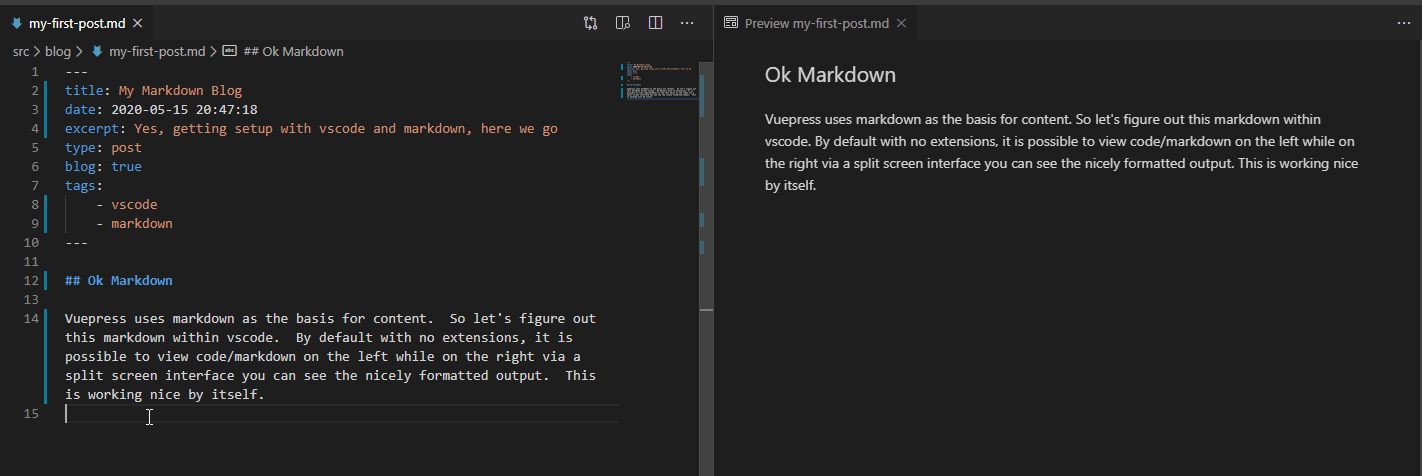 my-first-post.md
src > blog > my-first-post.md > abc ## Ok Markdown
1 ---
2 title: My Markdown Blog
3 date: 2020-05-15 20:47:18
4 excerpt: Yes, getting setup with vscode and markdown, here we go
5 type: post
6 blog: true
7 tags:
8 - vscode
9 - markdown
10 ---
11
12 ## Ok Markdown
13
14 Vuepress uses markdown as the basis for content.  So let's figure out
this markdown within vscode.  By default with no extensions, it is
possible to view code/markdown on the left while on the right via a
split screen interface you can see the nicely formatted output.  This
is working nice by itself.
15
Preview my-first-post.md
Ok Markdown
Vuepress uses markdown as the basis for content. So let's figure out this markdown within
vscode. By default with no extensions, it is possible to view code/markdown on the left while on
the right via a split screen interface you can see the nicely formatted output. This is working nice
by itself.